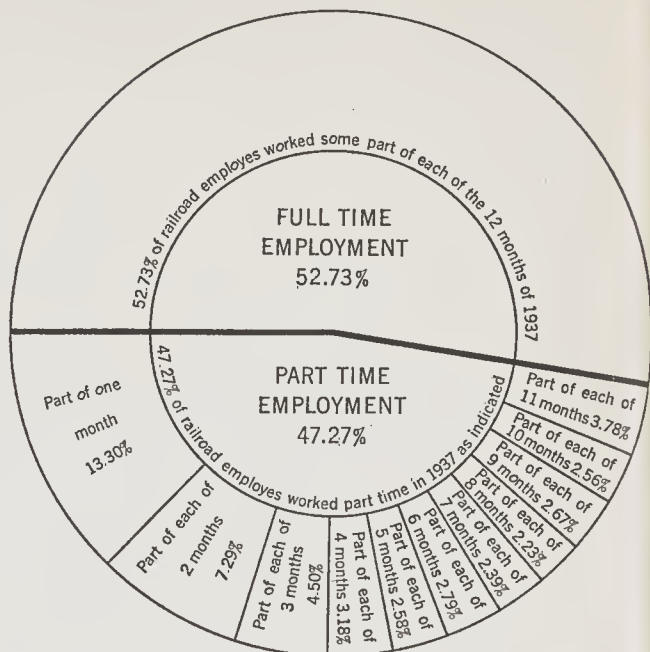 52.73% of railroad employes worked some part of each of the 12 months of 1937
FULL TIME
EMPLOYMENT
52.73%
PART TIME
EMPLOYMENT
47.27%
47.27% of railroad employes worked part time in 1937 as indicated
Part of one
month
13.30%
Part of each of
2 months
7.29%
Part of each of
3 months
4.50%
Part of each of
4 months 3.18%
Part of each of
5 months 2.58%
Part of each of
6 months 2.79%
Part of each of
7 months 2.39%
Part of each of
8 months 2.23%
Part of each of
9 months 2.67%
Part of each of
10 months 2.56%
Part of each of
11 months 3.78%